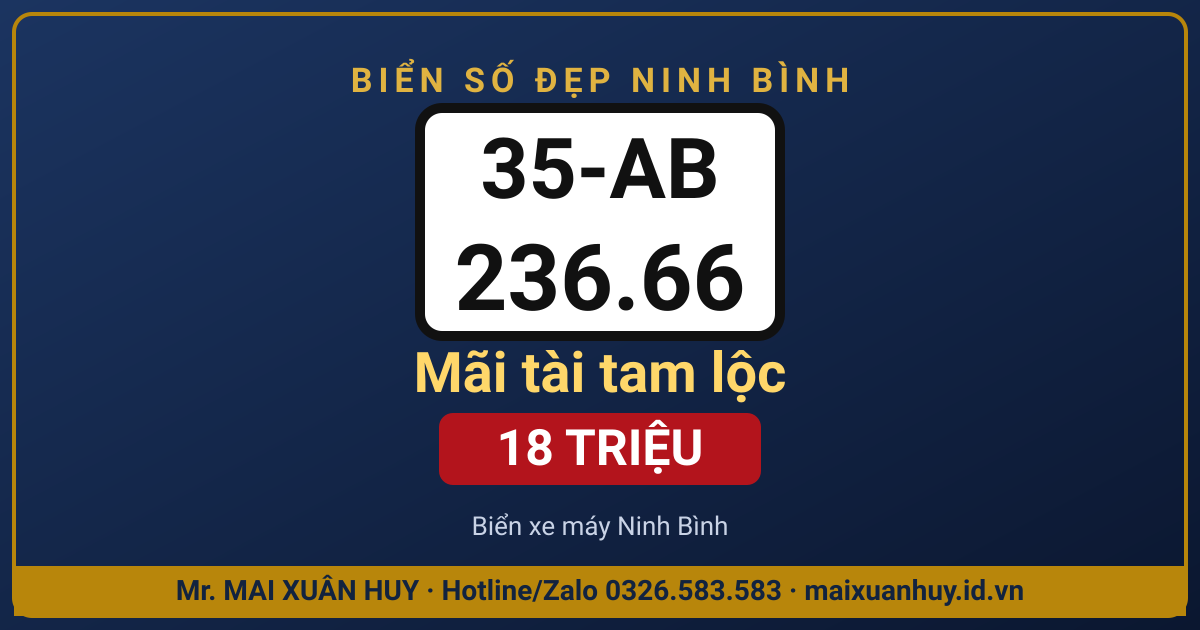 BIỂN SỐ ĐẸP NINH BÌNH
35-AB
236.66
Mãi tài tam lộc
18 TRIỆU
Biển xe máy Ninh Bình
Mr. MAI XUÂN HUY · Hotline/Zalo 0326.583.583 · maixuanhuy.id.vn